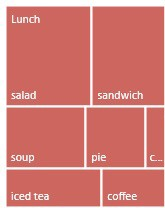 Lunch
salad
sandwich
soup
pie
c...
iced tea
coffee